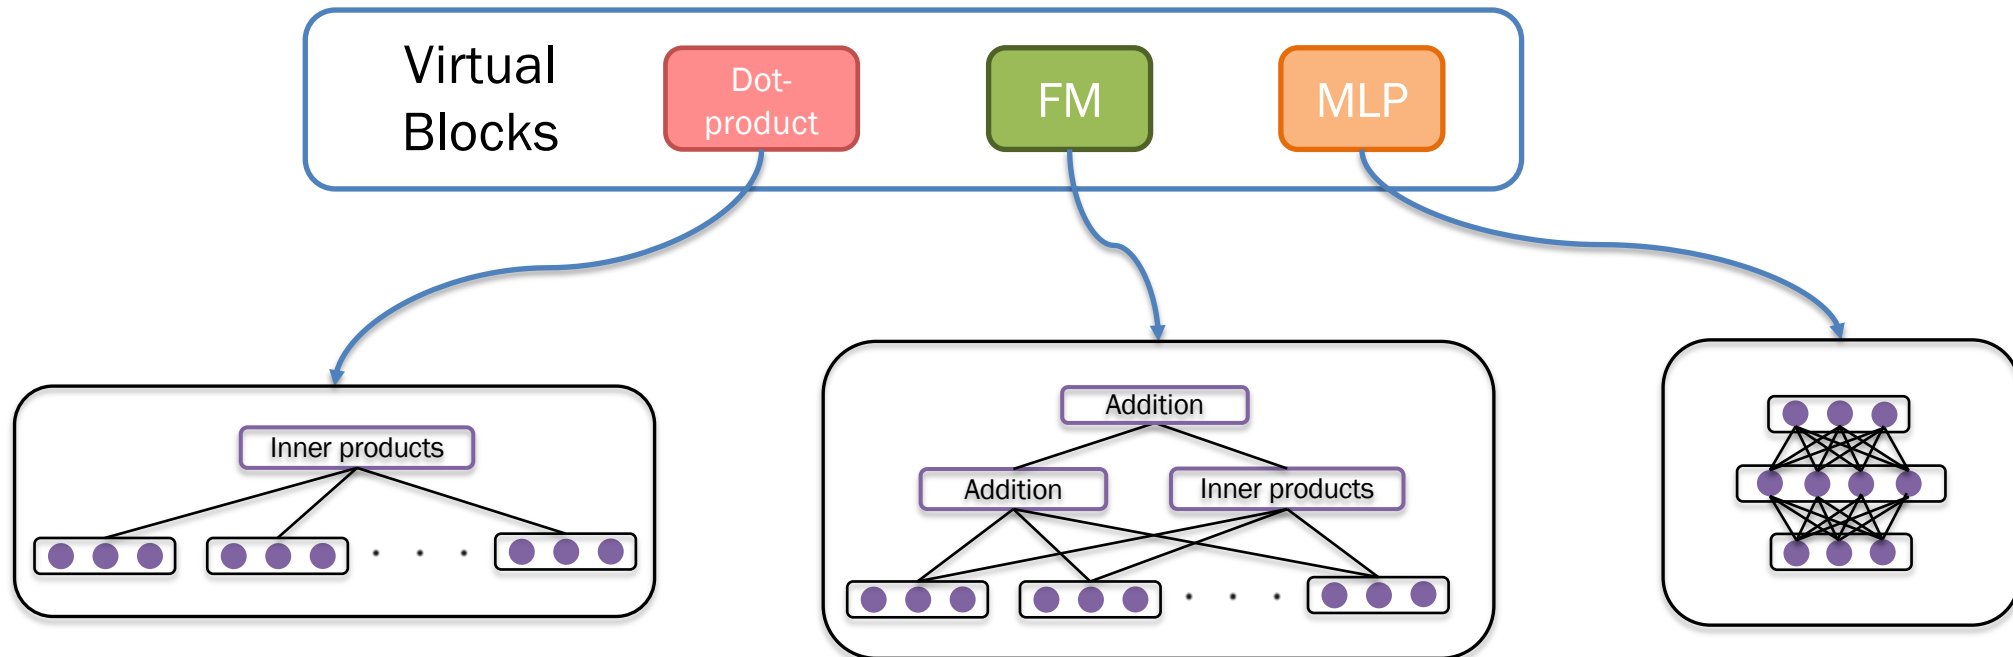 Virtual
Blocks
Dot-
product
FM
MLP
Inner products
Addition
Addition
Inner products